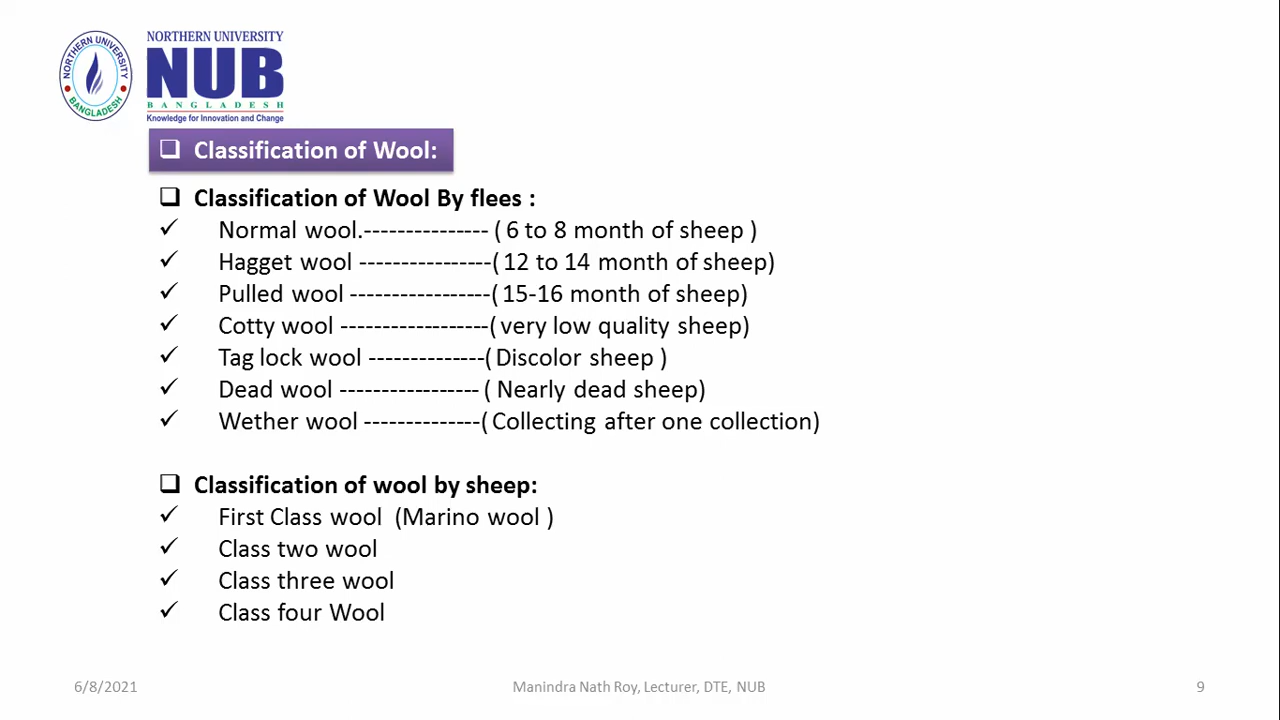 NORTHERN UNIVERSITY
BANGLADESH
NORTHERN UNIVERSITY
NUB
BANGLADESH
Knowledge for Innovation and Change
Classification of Wool:
Classification of Wool By flees :
Normal wool.--------------- ( 6 to 8 month of sheep )
Hagget wool ----------------( 12 to 14 month of sheep)
Pulled wool -----------------( 15-16 month of sheep)
Cotty wool ------------------( very low quality sheep)
Tag lock wool --------------( Discolor sheep )
Dead wool ----------------- ( Nearly dead sheep)
Wether wool --------------( Collecting after one collection)
Classification of wool by sheep:
First Class wool  (Marino wool )
Class two wool
Class three wool
Class four Wool
6/8/2021
Manindra Nath Roy, Lecturer, DTE, NUB
9